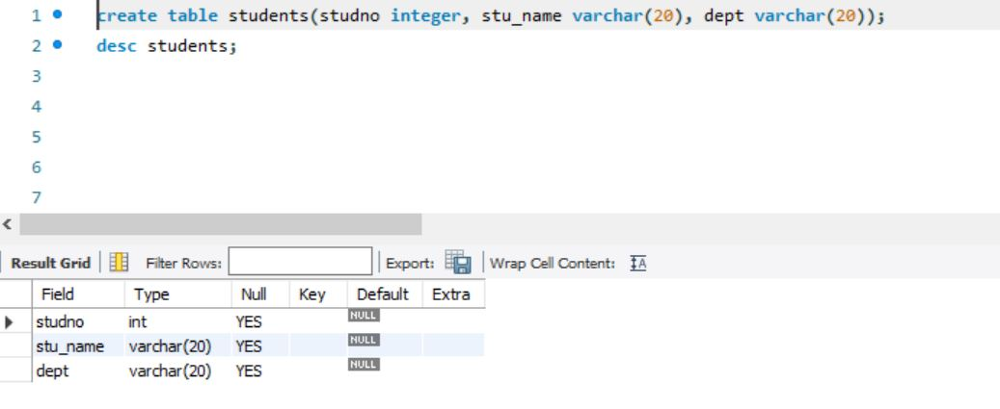 1 create table students(studno integer, stu_name varchar(20), dept varchar(20));
2 desc students;
3
4
5
6
7
Result Grid Filter Rows: Export: Wrap Cell Content:
Field Type Null Key Default Extra
studno int YES NULL
stu_name varchar(20) YES NULL
dept varchar(20) YES NULL